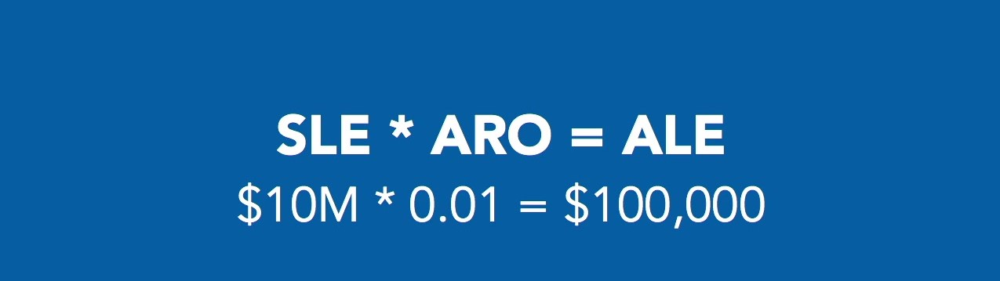 SLE * ARO = ALE
$10M * 0.01 = $100,000